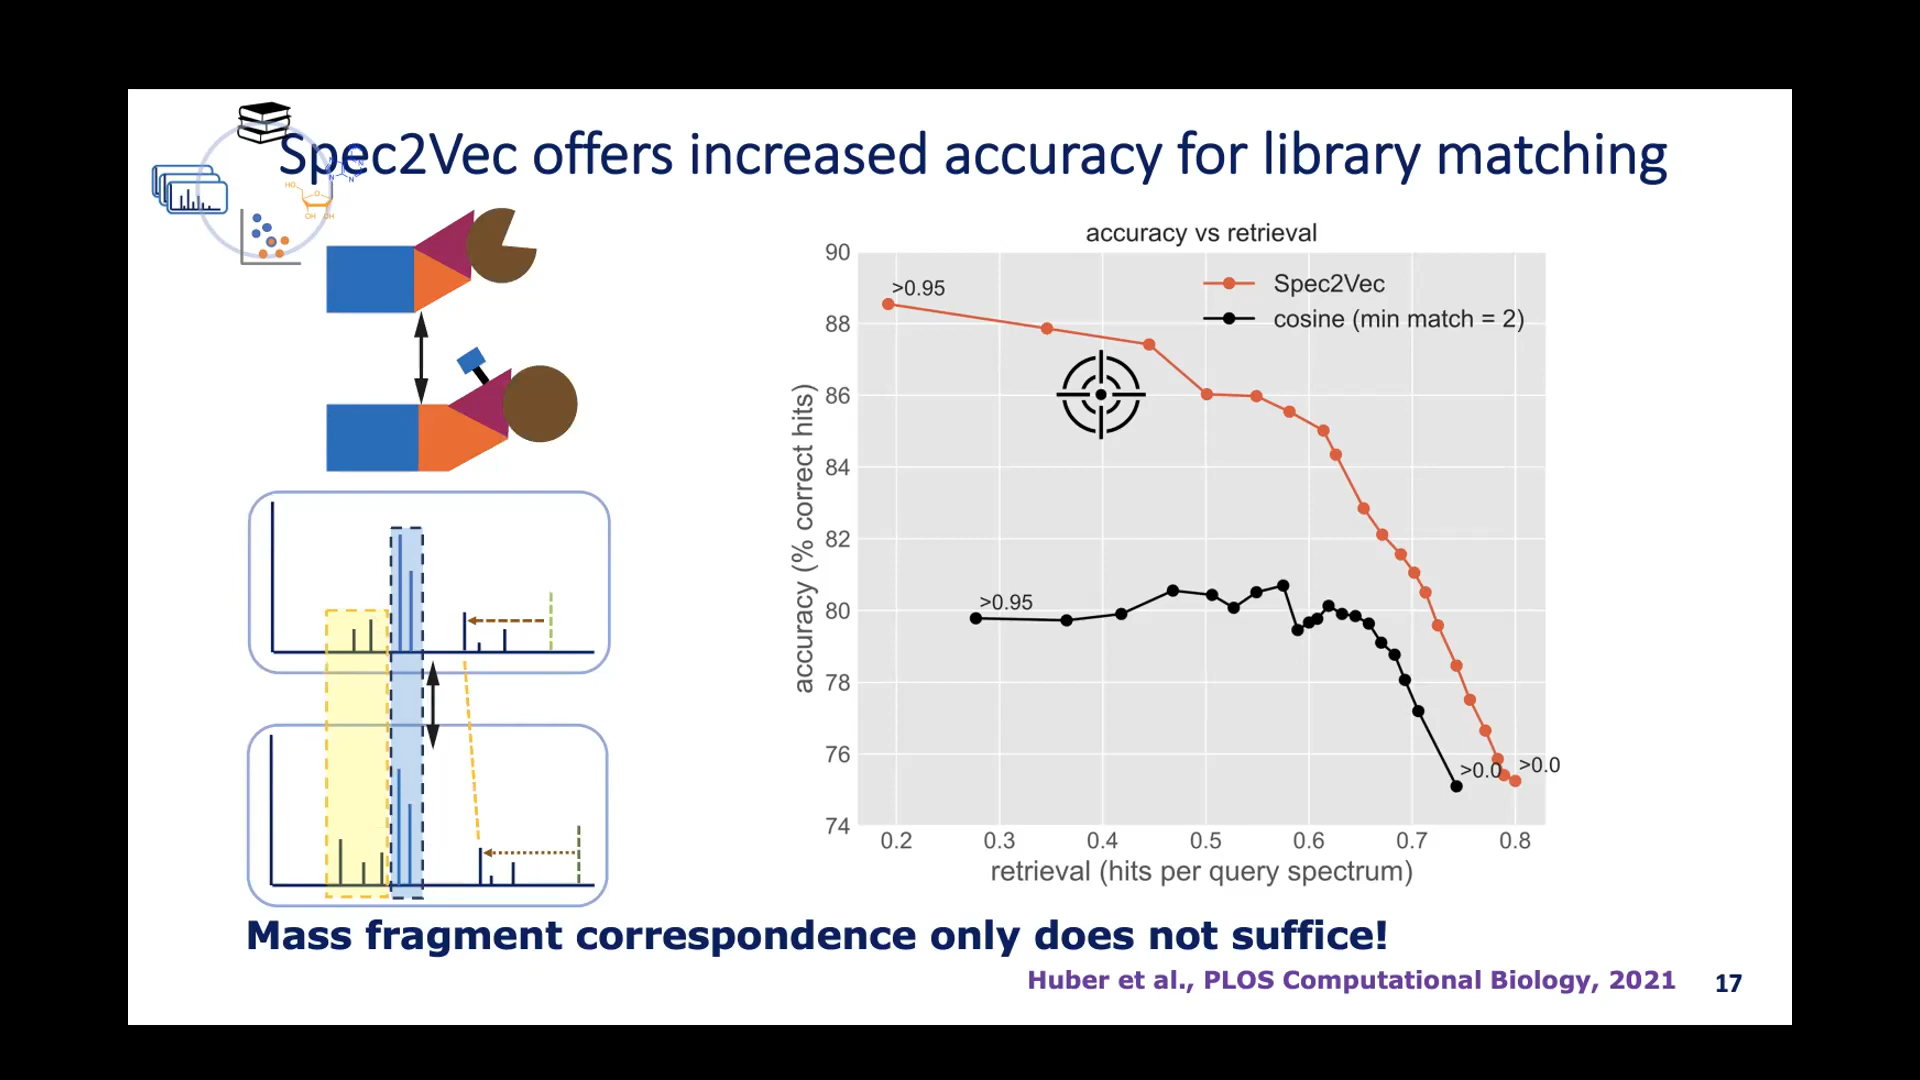 Spec2Vec offers increased accuracy for library matching
HO
O
OH OH
N
N
accuracy vs retrieval
>0.95
Spec2Vec
cosine (min match = 2)
>0.95
>0.0
>0.0
90
88
86
84
82
80
78
76
74
accuracy (% correct hits)
0.2 0.3 0.4 0.5 0.6 0.7 0.8
retrieval (hits per query spectrum)
Mass fragment correspondence only does not suffice!
Huber et al., PLOS Computational Biology, 2021 17